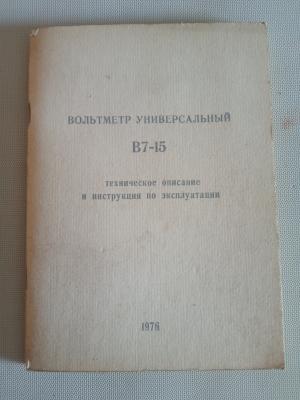 ВОЛЬТМЕТР УНИВЕРСАЛЬНЫЙ
В7-15
техническое описание
и инструкция по эксплуатации
1976